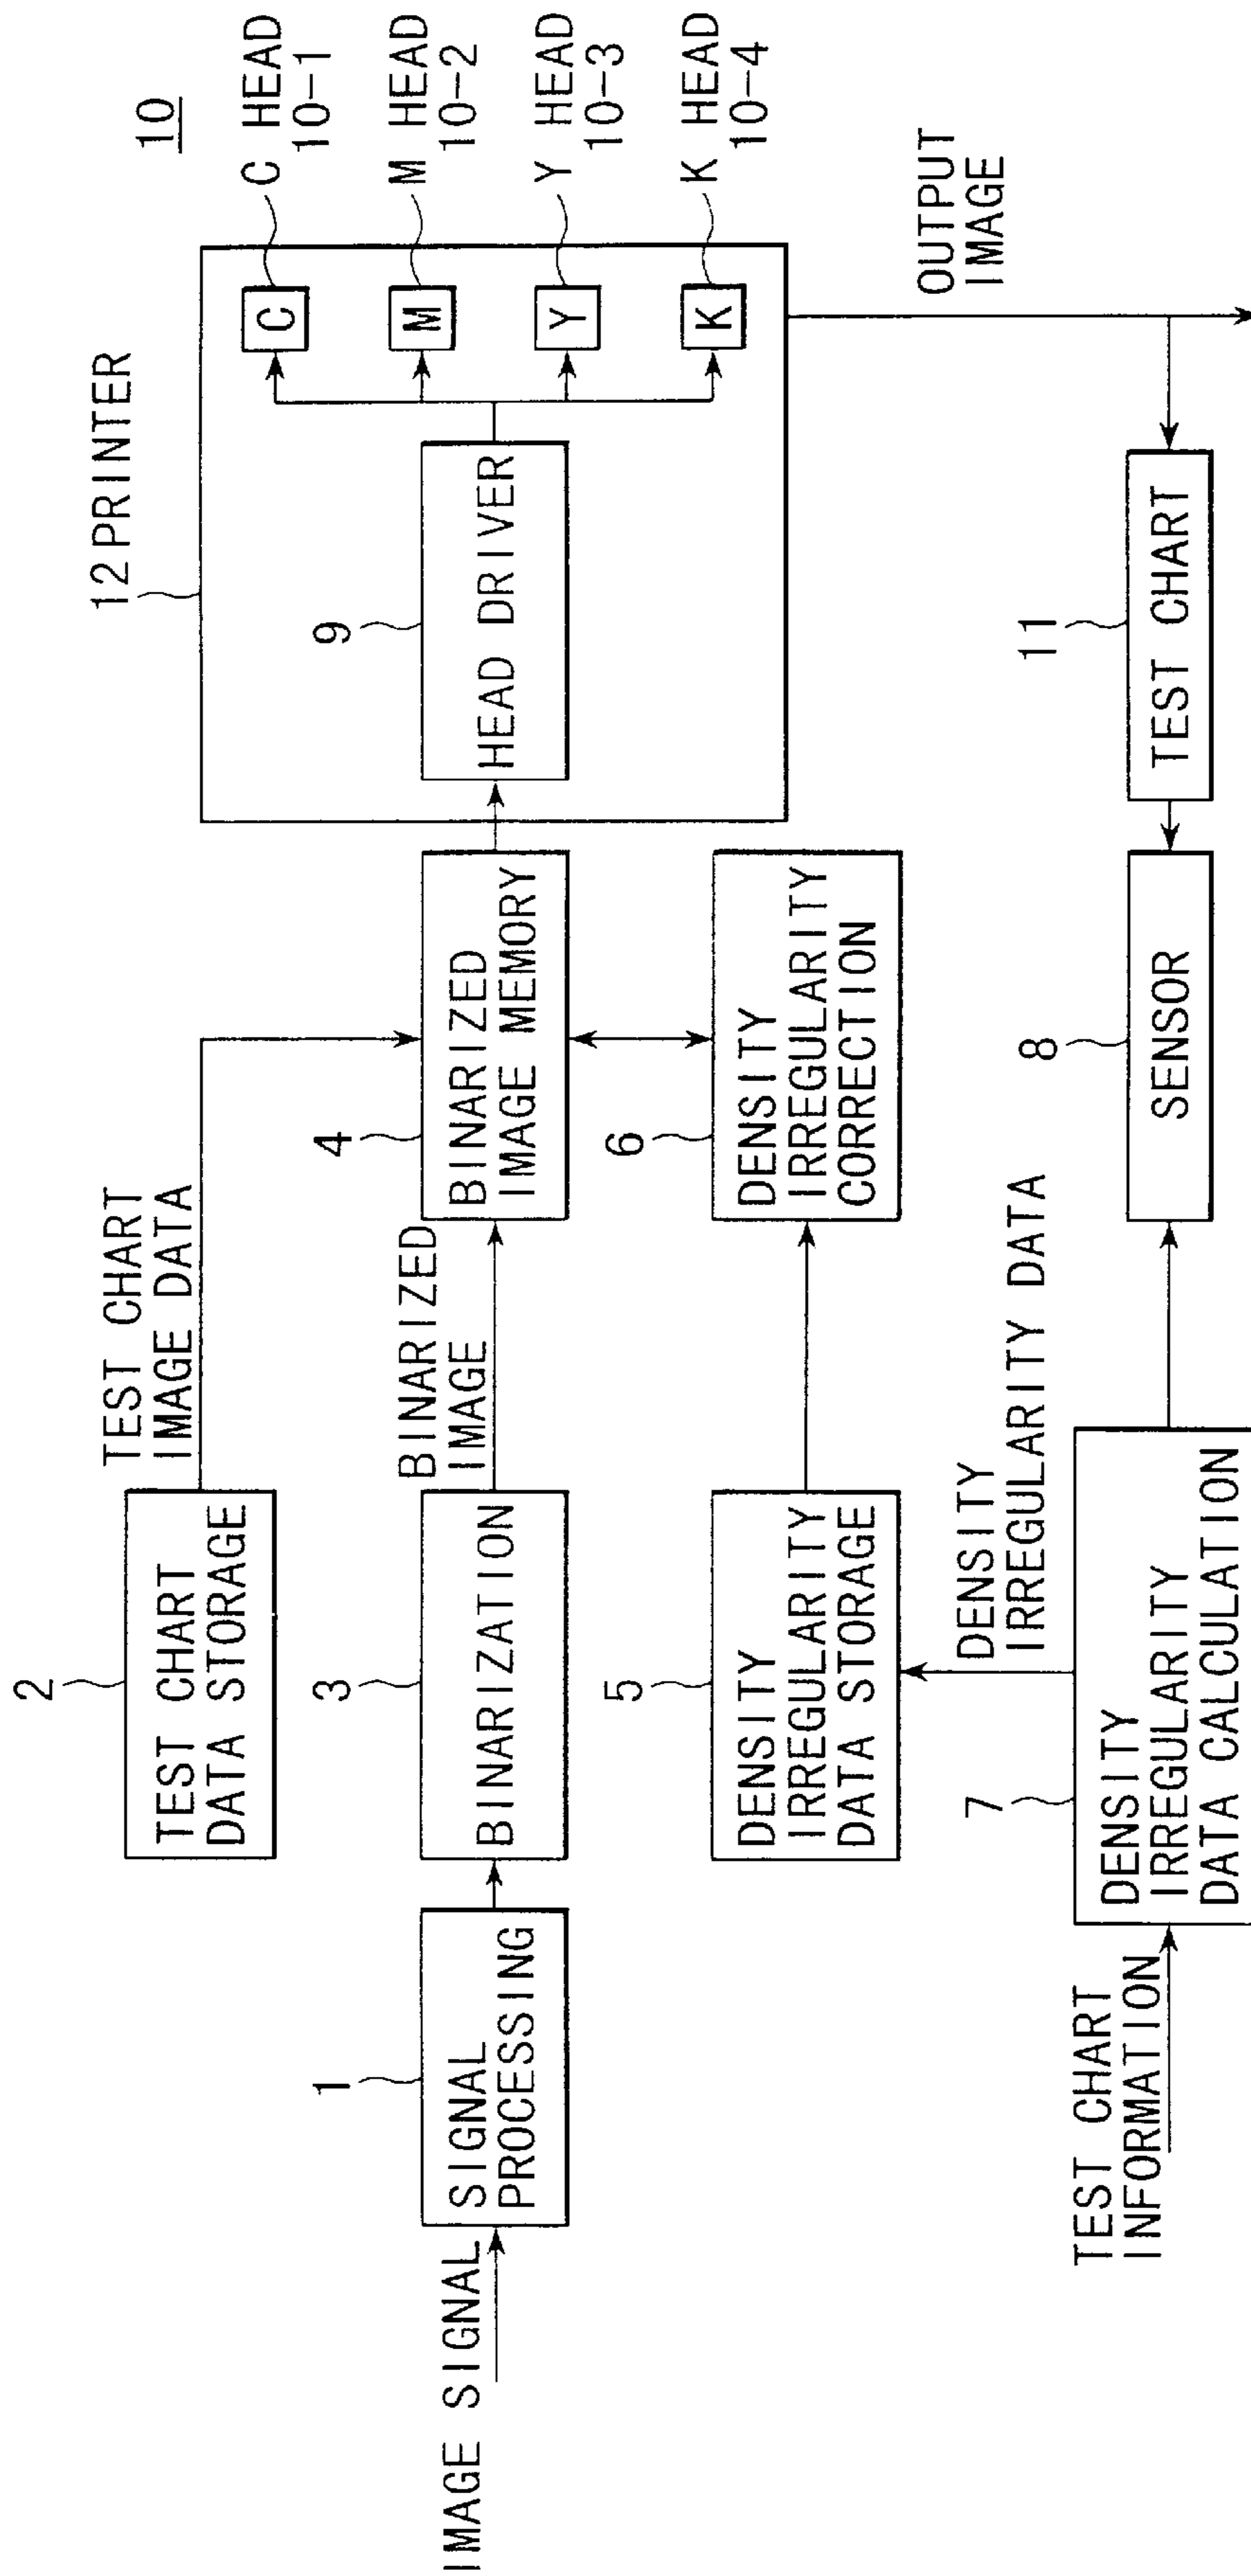 10
C HEAD
10-1
M HEAD
10-2
Y HEAD
10-3
K HEAD
10-4
12 PRINTER
C
M
Y
K
9
HEAD DRIVER
2
TEST CHART
DATA STORAGE
TEST CHART
IMAGE DATA
IMAGE SIGNAL
1
SIGNAL
PROCESSING
3
BINARIZATION
BINARIZED
IMAGE
4
BINARIZED
IMAGE MEMORY
5
DENSITY
IRREGULARITY
DATA STORAGE
6
DENSITY
IRREGULARITY
CORRECTION
OUTPUT
IMAGE
DENSITY
IRREGULARITY DATA
TEST CHART
INFORMATION
7
DENSITY
IRREGULARITY
DATA CALCULATION
8
SENSOR
11
TEST CHART